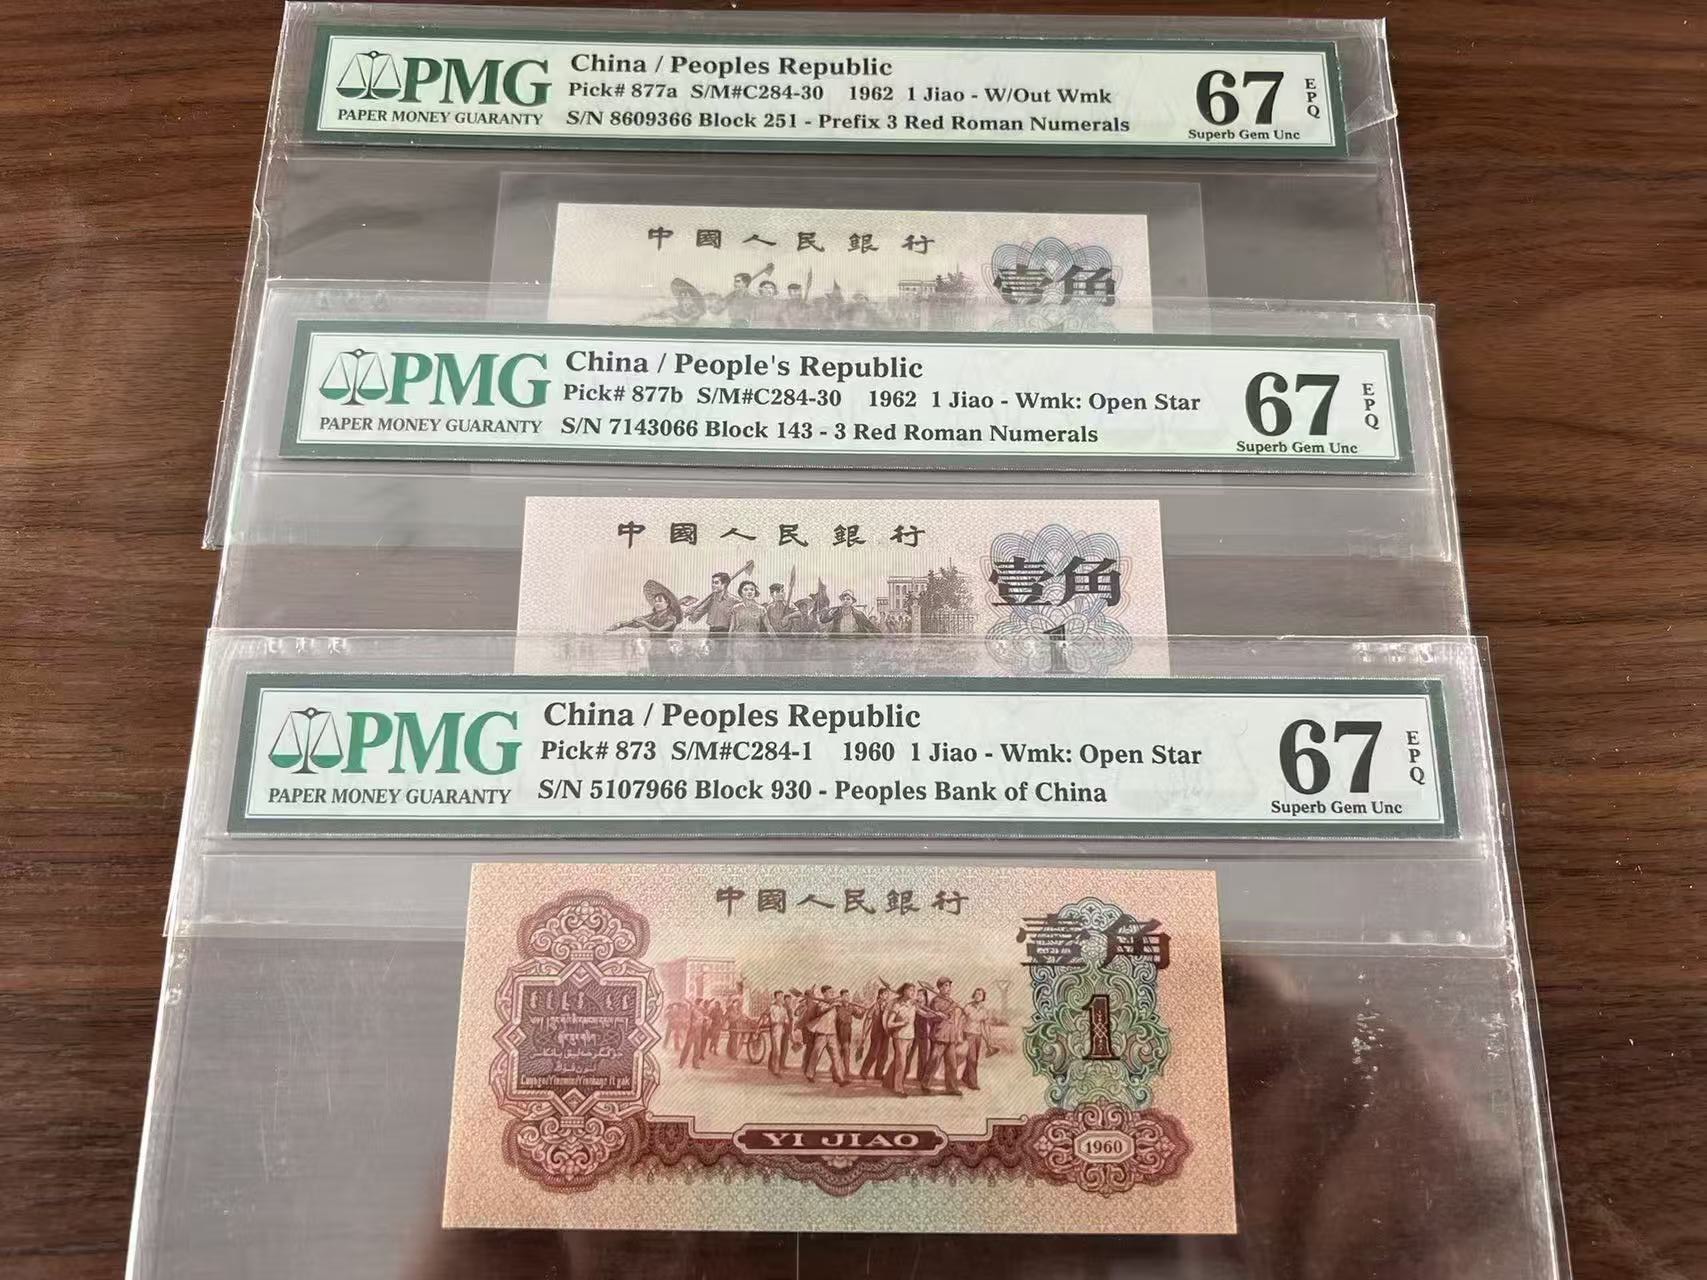 PMG
PAPER MONEY GUARANTY
China / Peoples Republic
Pick# 877a S/M#C284-30 1962 1 Jiao - W/Out Wmk
S/N 8609366 Block 251 - Prefix 3 Red Roman Numerals
67 EPQ
Superb Gem Unc
中國人民銀行
壹角
1
PMG
PAPER MONEY GUARANTY
China / People's Republic
Pick# 877b S/M#C284-30 1962 1 Jiao - Wmk: Open Star
S/N 7143066 Block 143 - 3 Red Roman Numerals
67 EPQ
Superb Gem Unc
中國人民銀行
壹角
1
PMG
PAPER MONEY GUARANTY
China / Peoples Republic
Pick# 873 S/M#C284-1 1960 1 Jiao - Wmk: Open Star
S/N 5107966 Block 930 - Peoples Bank of China
67 EPQ
Superb Gem Unc
中國人民銀行
壹角
1
YI JIAO
1960